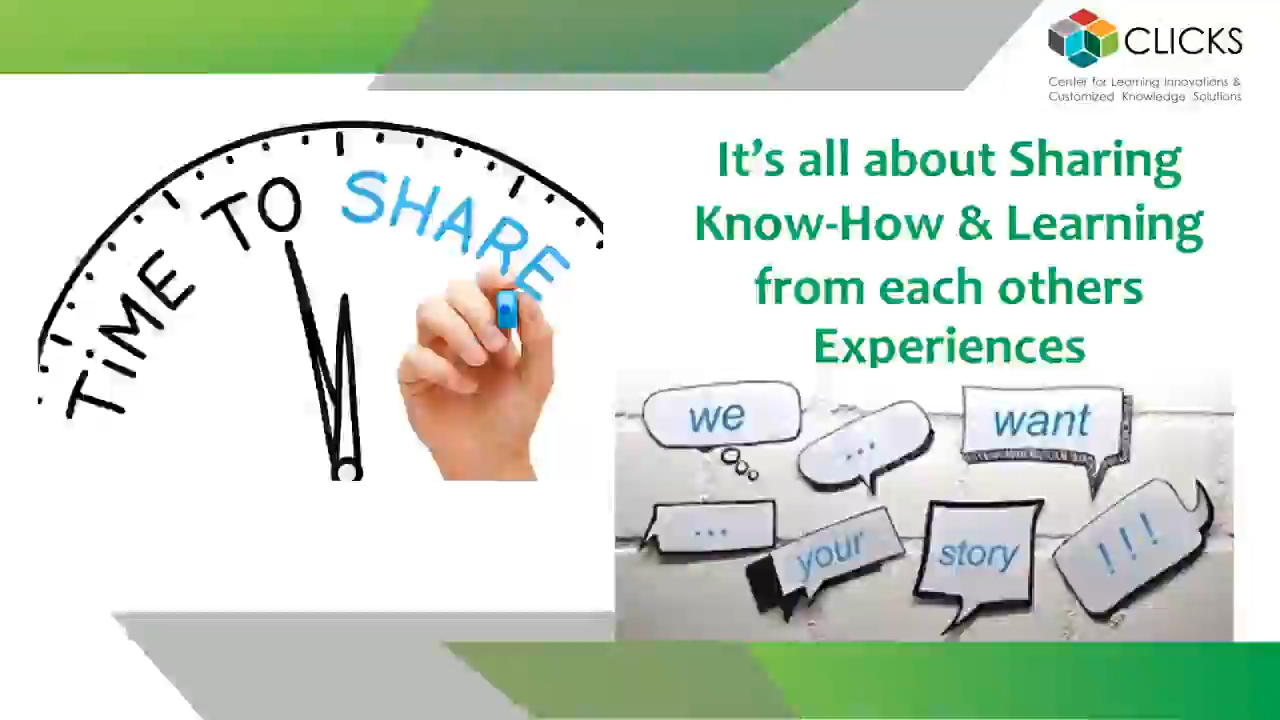 CLICKS
Center for Learning Innovations &
Customized Knowledge Solutions
TiME TO SHARE
It's all about Sharing
Know-How & Learning
from each others
Experiences
we
...
want
...
your
story
!!!